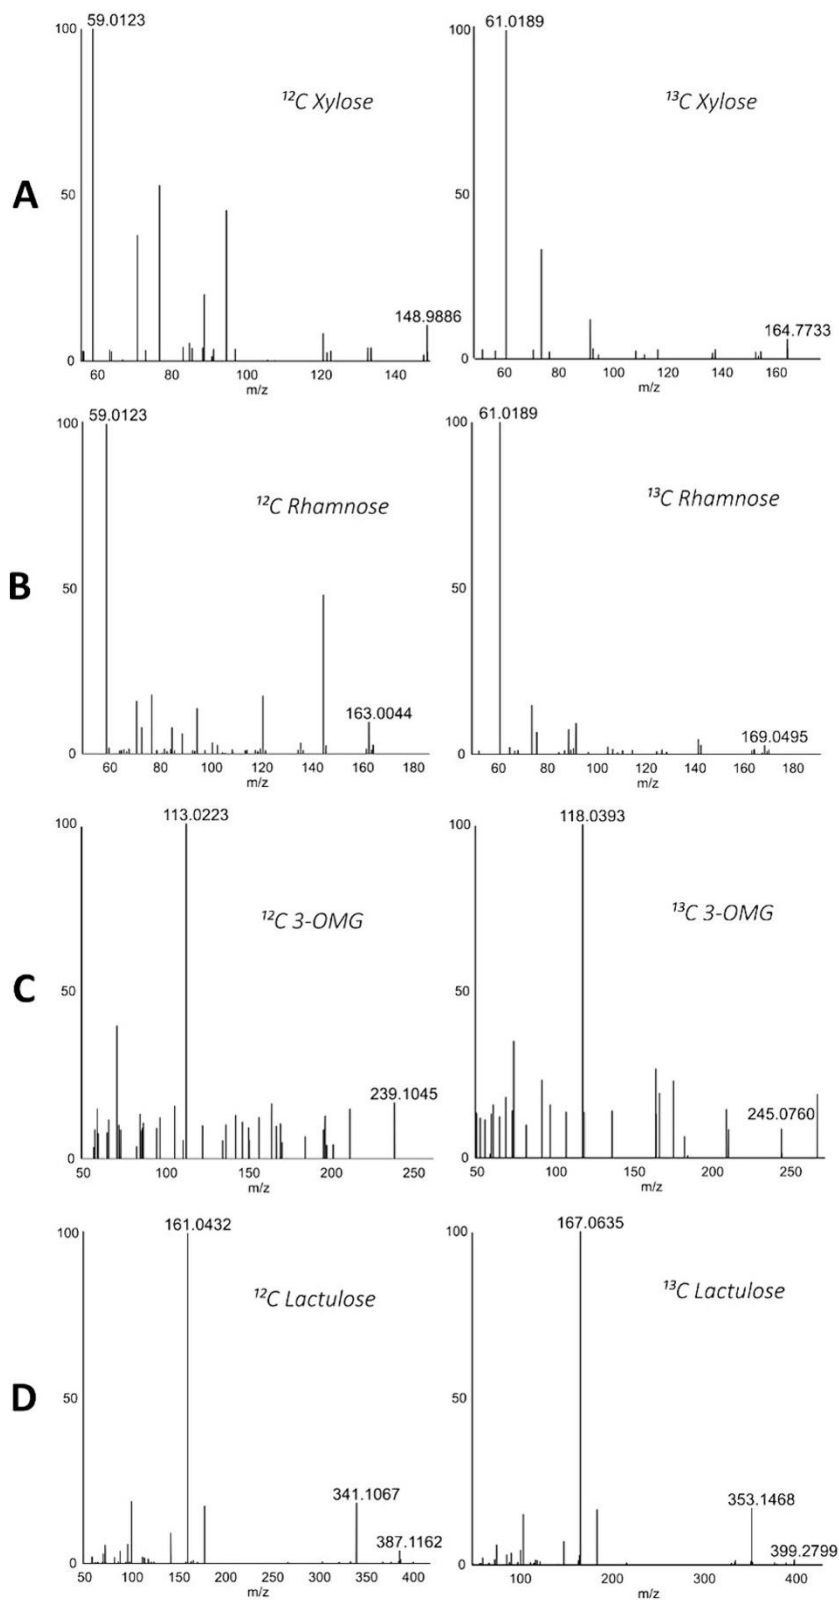 A
59.0123
¹²C Xylose
148.9886
100
50
0
60 80 100 120 140
m/z
61.0189
¹³C Xylose
164.7733
100
50
0
60 80 100 120 140 160
m/z
B
59.0123
¹²C Rhamnose
163.0044
100
50
0
60 80 100 120 140 160 180
m/z
61.0189
¹³C Rhamnose
169.0495
100
50
0
60 80 100 120 140 160 180
m/z
C
113.0223
¹²C 3-OMG
239.1045
100
50
0
50 100 150 200 250
m/z
118.0393
¹³C 3-OMG
245.0760
100
50
0
50 100 150 200 250
m/z
D
161.0432
¹²C Lactulose
341.1067
387.1162
100
50
0
50 100 150 200 250 300 350 400
m/z
167.0635
¹³C Lactulose
353.1468
399.2799
100
50
0
100 200 300 400
m/z